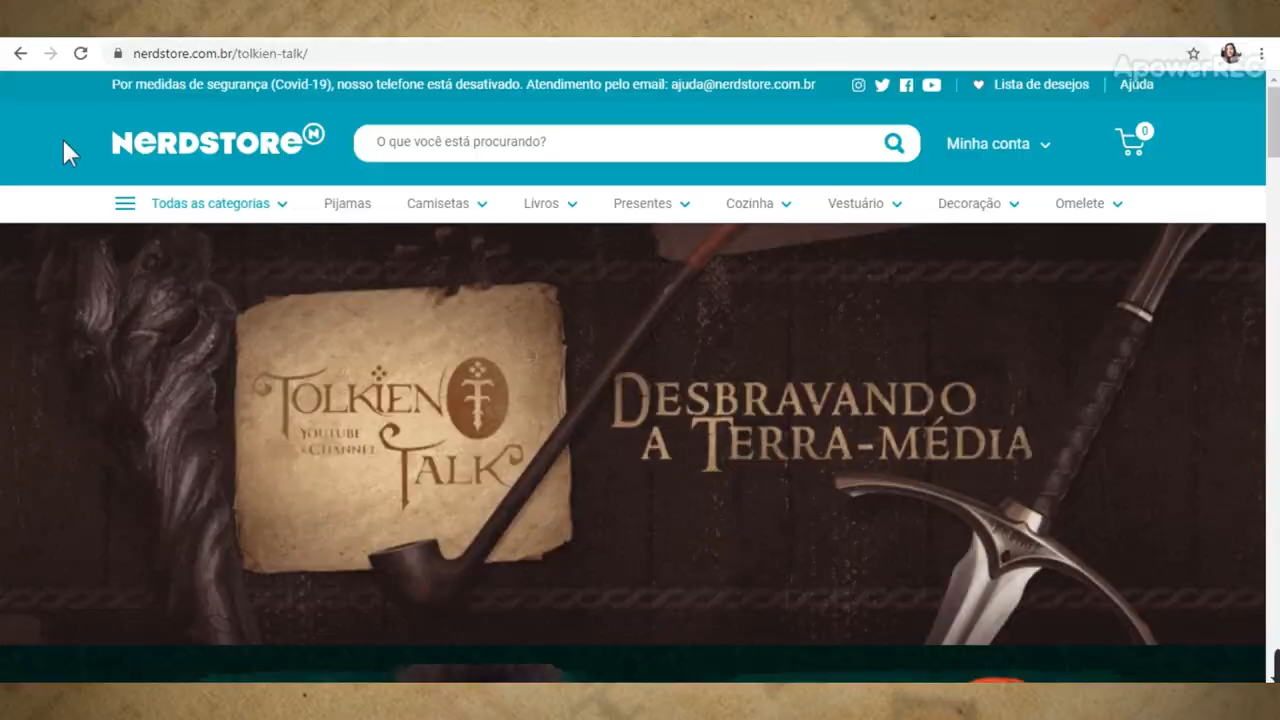 nerdstore.com.br/tolkien-talk/
ApowerREC
Por medidas de segurança (Covid-19), nosso telefone está desativado. Atendimento pelo email: ajuda@nerdstore.com.br
Lista de desejos
Ajuda
NERDSTORE N
O que você está procurando?
Minha conta
0
Todas as categorias
Pijamas
Camisetas
Livros
Presentes
Cozinha
Vestuário
Decoração
Omelete
TOLKIEN
YOUTUBE
CHANNEL
TALK
DESBRAVANDO
A TERRA-MÉDIA